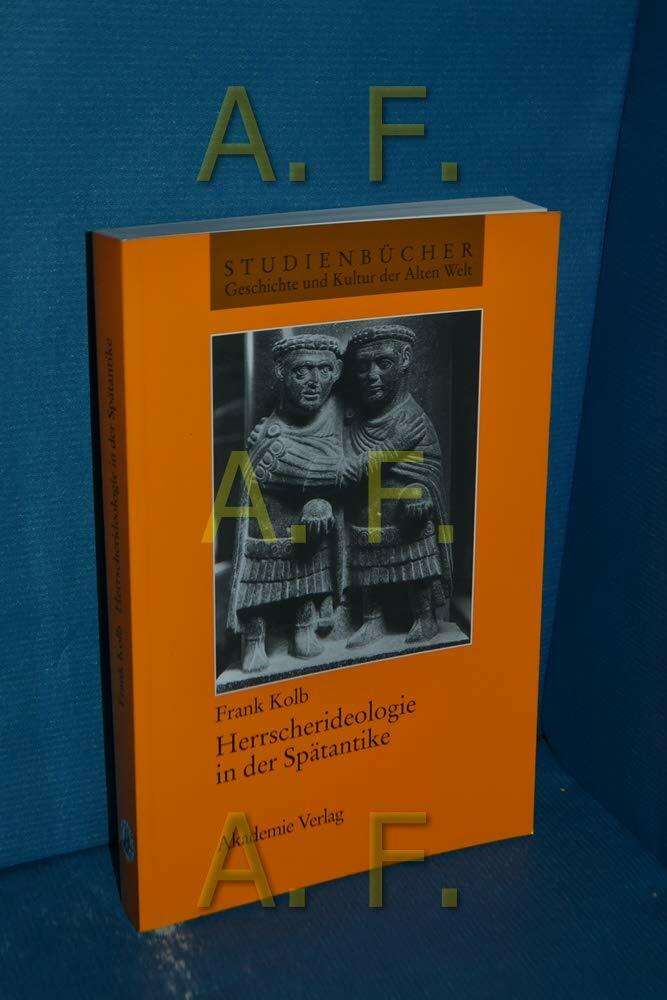 A. F.
STUDIENBÜCHER
Geschichte und Kultur der Alten Welt
A. F.
Frank Kolb
Herrscherideologie
in der Spätantike
Akademie Verlag
A. F.
Frank Kolb Herrscherideologie in der Spätantike